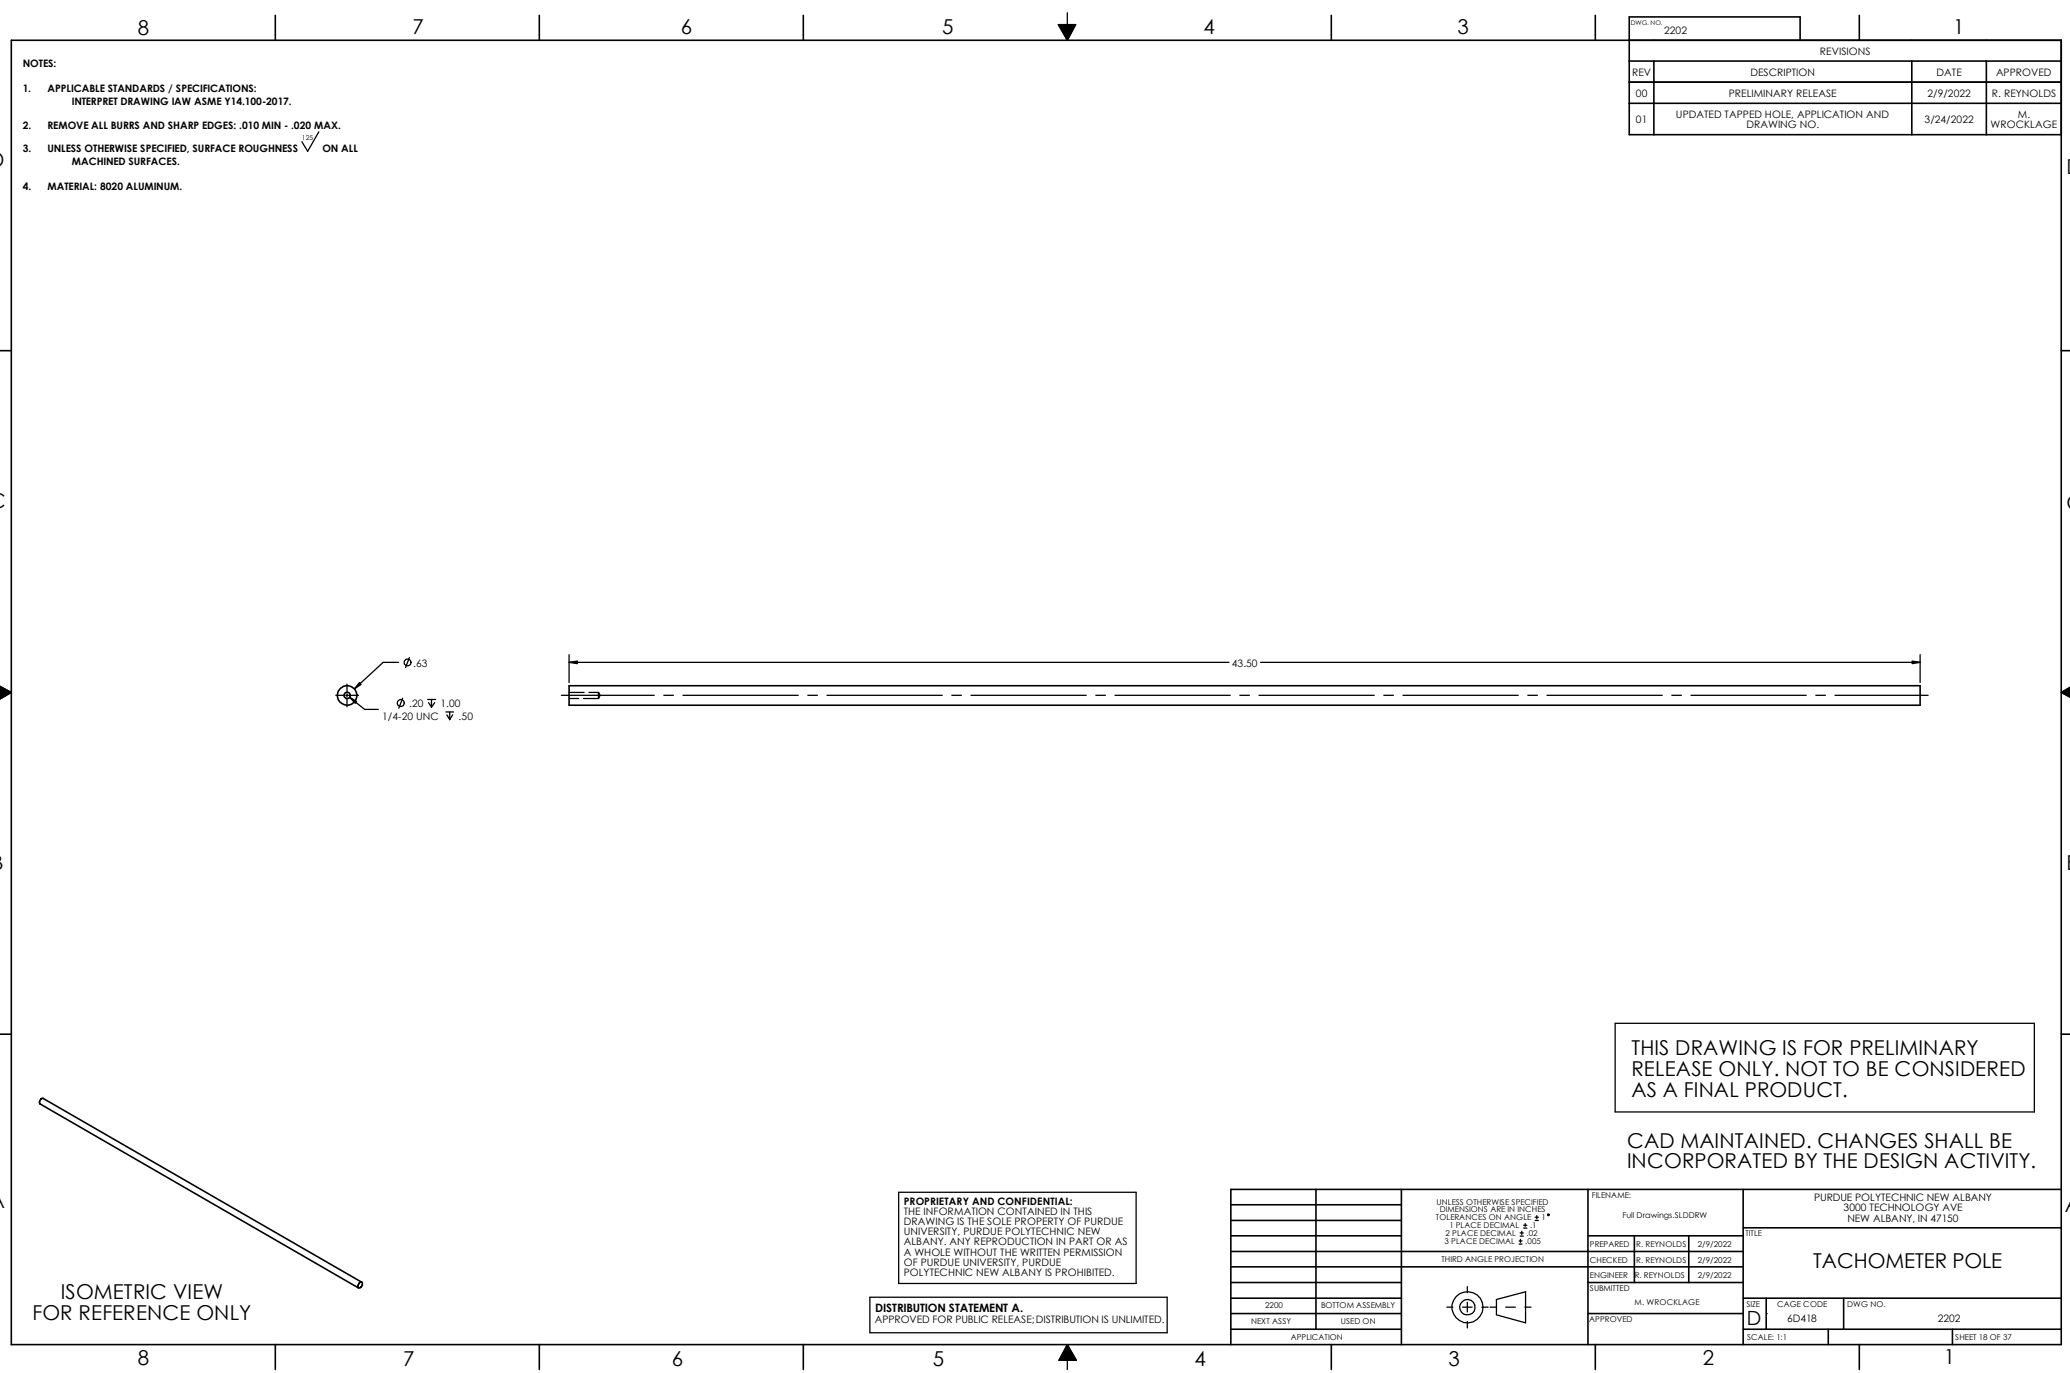 8 7 6 5 4 3 1
DWG. NO.
2202
REVISIONS
REV DESCRIPTION DATE APPROVED
00 PRELIMINARY RELEASE 2/9/2022 R. REYNOLDS
01 UPDATED TAPPED HOLE, APPLICATION AND
DRAWING NO. 3/24/2022 M.
WROCKLAGE
NOTES:
1. APPLICABLE STANDARDS / SPECIFICATIONS:
INTERPRET DRAWING IAW ASME Y14.100-2017.
2. REMOVE ALL BURRS AND SHARP EDGES: .010 MIN - .020 MAX.
125
3. UNLESS OTHERWISE SPECIFIED, SURFACE ROUGHNESS ON ALL
MACHINED SURFACES.
4. MATERIAL: 8020 ALUMINUM.
⌀.63
43.50
⌀ .20 ↧ 1.00
1/4-20 UNC ↧ .50
THIS DRAWING IS FOR PRELIMINARY
RELEASE ONLY. NOT TO BE CONSIDERED
AS A FINAL PRODUCT.
CAD MAINTAINED. CHANGES SHALL BE
INCORPORATED BY THE DESIGN ACTIVITY.
ISOMETRIC VIEW
FOR REFERENCE ONLY
PROPRIETARY AND CONFIDENTIAL:
THE INFORMATION CONTAINED IN THIS
DRAWING IS THE SOLE PROPERTY OF PURDUE
UNIVERSITY, PURDUE POLYTECHNIC NEW
ALBANY. ANY REPRODUCTION IN PART OR AS
A WHOLE WITHOUT THE WRITTEN PERMISSION
OF PURDUE UNIVERSITY, PURDUE
POLYTECHNIC NEW ALBANY IS PROHIBITED.
DISTRIBUTION STATEMENT A.
APPROVED FOR PUBLIC RELEASE; DISTRIBUTION IS UNLIMITED.
2200 BOTTOM ASSEMBLY
NEXT ASSY USED ON
APPLICATION
UNLESS OTHERWISE SPECIFIED
DIMENSIONS ARE IN INCHES
TOLERANCES ON ANGLE ± 1°
1 PLACE DECIMAL ± .1
2 PLACE DECIMAL ± .02
3 PLACE DECIMAL ± .005
THIRD ANGLE PROJECTION
FILENAME:
Full Drawings.SLDDRW
PREPARED R. REYNOLDS 2/9/2022
CHECKED R. REYNOLDS 2/9/2022
ENGINEER R. REYNOLDS 2/9/2022
SUBMITTED
M. WROCKLAGE
APPROVED
PURDUE POLYTECHNIC NEW ALBANY
3000 TECHNOLOGY AVE
NEW ALBANY, IN 47150
TITLE
TACHOMETER POLE
SIZE CAGE CODE DWG NO.
D 6D418 2202
SCALE: 1:1 SHEET 18 OF 37
8 7 6 5 4 3 2 1